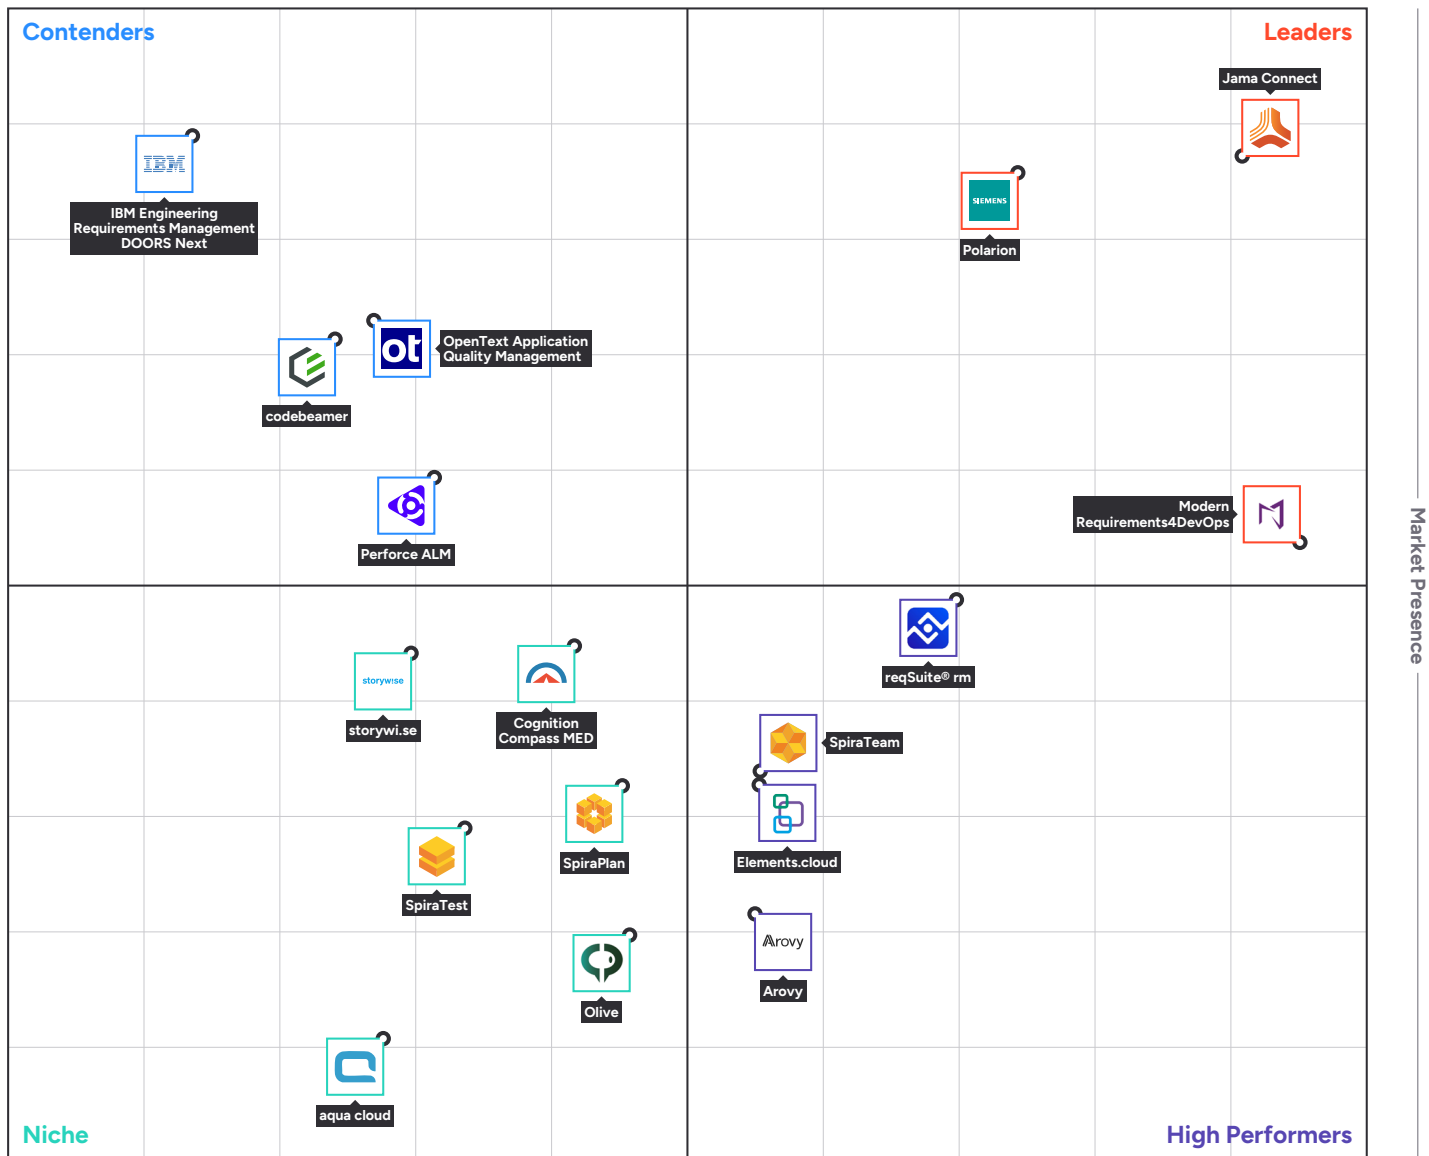 Contenders
Leaders
Jama Connect
IBM
IBM Engineering
Requirements Management
DOORS Next
SIEMENS
Polarion
ot
OpenText Application
Quality Management
codebeamer
Perforce ALM
Modern
Requirements4DevOps
Market Presence
reqSuite® rm
storywise
storywi.se
Cognition
Compass MED
SpiraTeam
SpiraPlan
Elements.cloud
SpiraTest
Arovy
Arovy
Olive
aqua cloud
Niche
High Performers